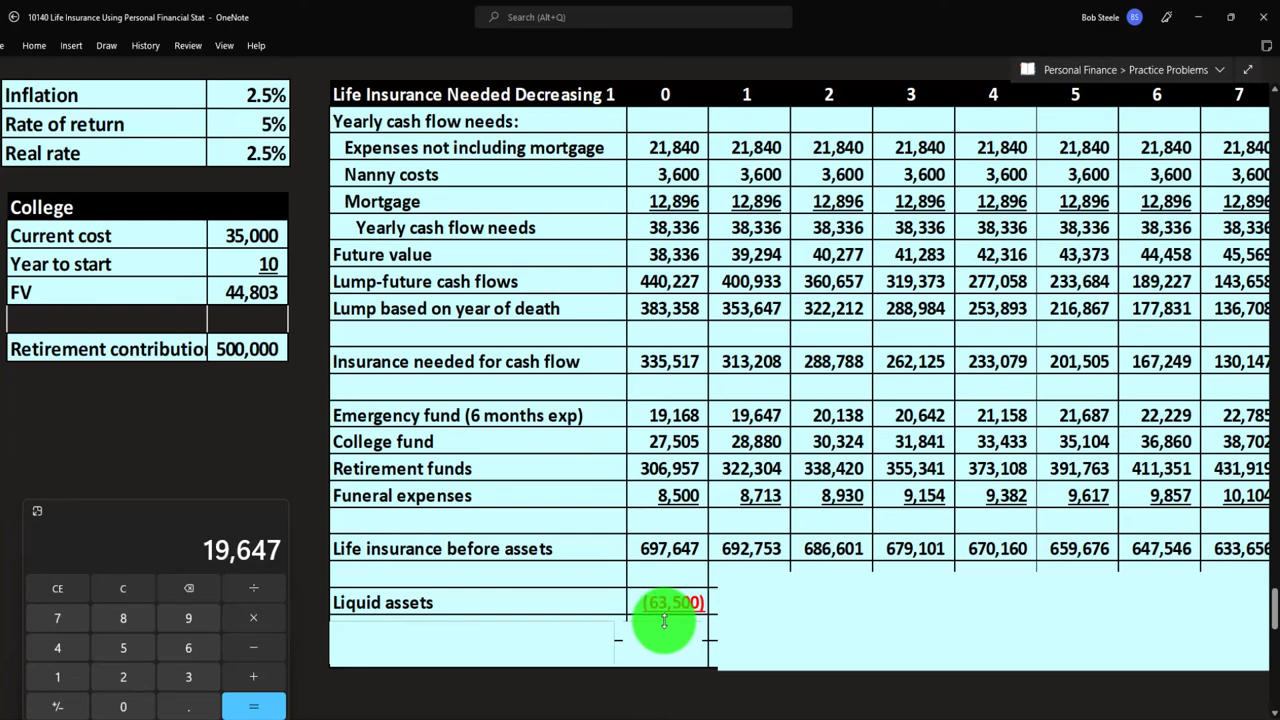 10140 Life Insurance Using Personal Financial Stat - OneNote
Search (Alt+Q)
Bob Steele BS
Home Insert Draw History Review View Help
Personal Finance > Practice Problems
Inflation 2.5%
Rate of return 5%
Real rate 2.5%
College
Current cost 35,000
Year to start 10
FV 44,803
Retirement contribution 500,000
19,647
CE C ⌫ ÷
7 8 9 ×
4 5 6 −
1 2 3 +
+/- 0 . =
Life Insurance Needed Decreasing 1 0 1 2 3 4 5 6 7
Yearly cash flow needs:
Expenses not including mortgage 21,840 21,840 21,840 21,840 21,840 21,840 21,840 21,840
Nanny costs 3,600 3,600 3,600 3,600 3,600 3,600 3,600 3,600
Mortgage 12,896 12,896 12,896 12,896 12,896 12,896 12,896 12,896
Yearly cash flow needs 38,336 38,336 38,336 38,336 38,336 38,336 38,336 38,336
Future value 38,336 39,294 40,277 41,283 42,316 43,373 44,458 45,569
Lump-future cash flows 440,227 400,933 360,657 319,373 277,058 233,684 189,227 143,658
Lump based on year of death 383,358 353,647 322,212 288,984 253,893 216,867 177,831 136,708
Insurance needed for cash flow 335,517 313,208 288,788 262,125 233,079 201,505 167,249 130,147
Emergency fund (6 months exp) 19,168 19,647 20,138 20,642 21,158 21,687 22,229 22,785
College fund 27,505 28,880 30,324 31,841 33,433 35,104 36,860 38,702
Retirement funds 306,957 322,304 338,420 355,341 373,108 391,763 411,351 431,919
Funeral expenses 8,500 8,713 8,930 9,154 9,382 9,617 9,857 10,104
Life insurance before assets 697,647 692,753 686,601 679,101 670,160 659,676 647,546 633,656
Liquid assets (63,500)